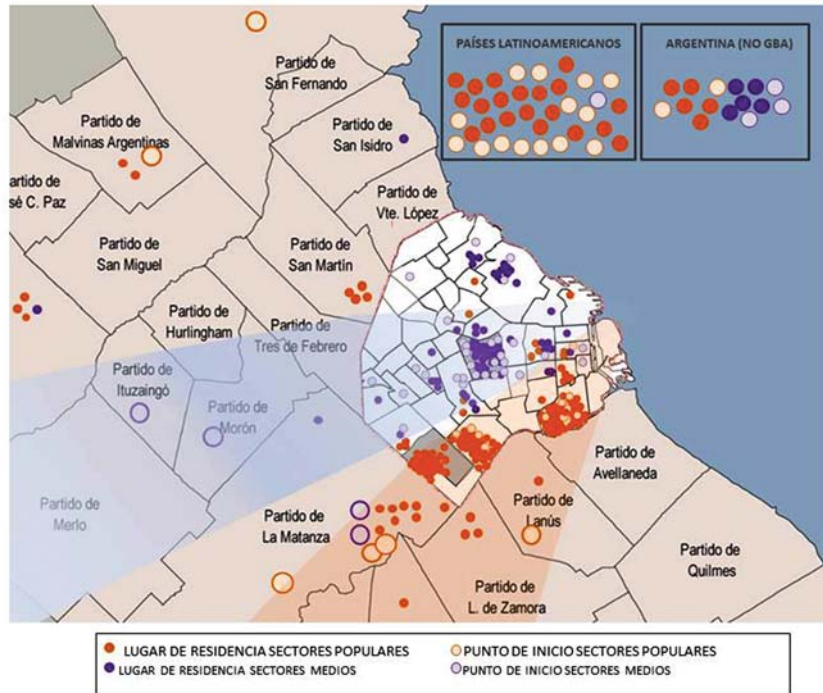 PAÍSES LATINOAMERICANOS
ARGENTINA (NO GBA)
Partido de
San Fernando
Partido de
Malvinas Argentinas
Partido de
San Isidro
artido de
sé C. Paz
Partido de
Vte. López
Partido de
San Miguel
Partido de
San Martín
Partido de
Hurlingham
Partido de
Tres de Febrero
Partido de
Ituzaingó
Partido de
Morón
Partido de
Avellaneda
Partido de
Merlo
Partido de
La Matanza
Partido de
Lanús
Partido de
Quilmes
Partido de
L. de Zamora
LUGAR DE RESIDENCIA SECTORES POPULARES
PUNTO DE INICIO SECTORES POPULARES
LUGAR DE RESIDENCIA SECTORES MEDIOS
PUNTO DE INICIO SECTORES MEDIOS